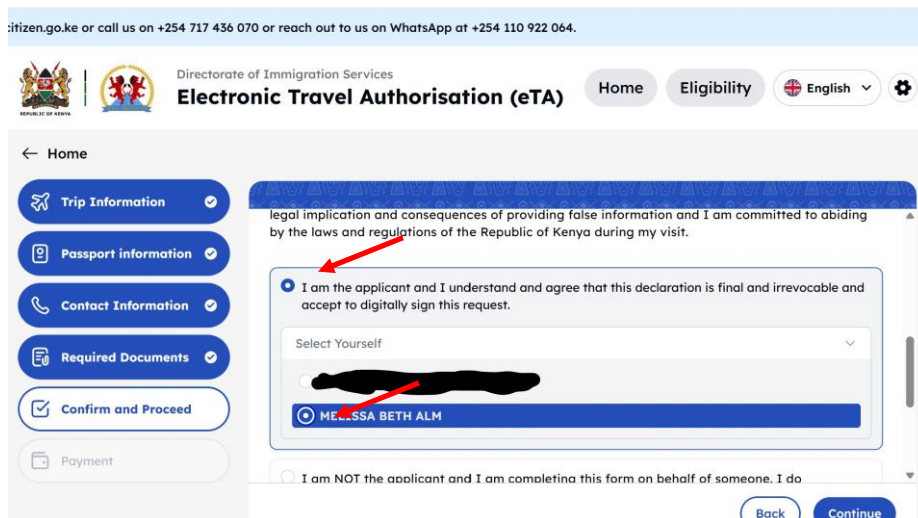 :itizen.go.ke or call us on +254 717 436 070 or reach out to us on WhatsApp at +254 110 922 064.
REPUBLIC OF KENYA
Directorate of Immigration Services
Electronic Travel Authorisation (eTA)
Home
Eligibility
English
← Home
Trip Information
Passport information
Contact Information
Required Documents
Confirm and Proceed
Payment
legal implication and consequences of providing false information and I am committed to abiding
by the laws and regulations of the Republic of Kenya during my visit.
I am the applicant and I understand and agree that this declaration is final and irrevocable and
accept to digitally sign this request.
Select Yourself
MELISSA BETH ALM
I am NOT the applicant and I am completing this form on behalf of someone. I do
Back
Continue